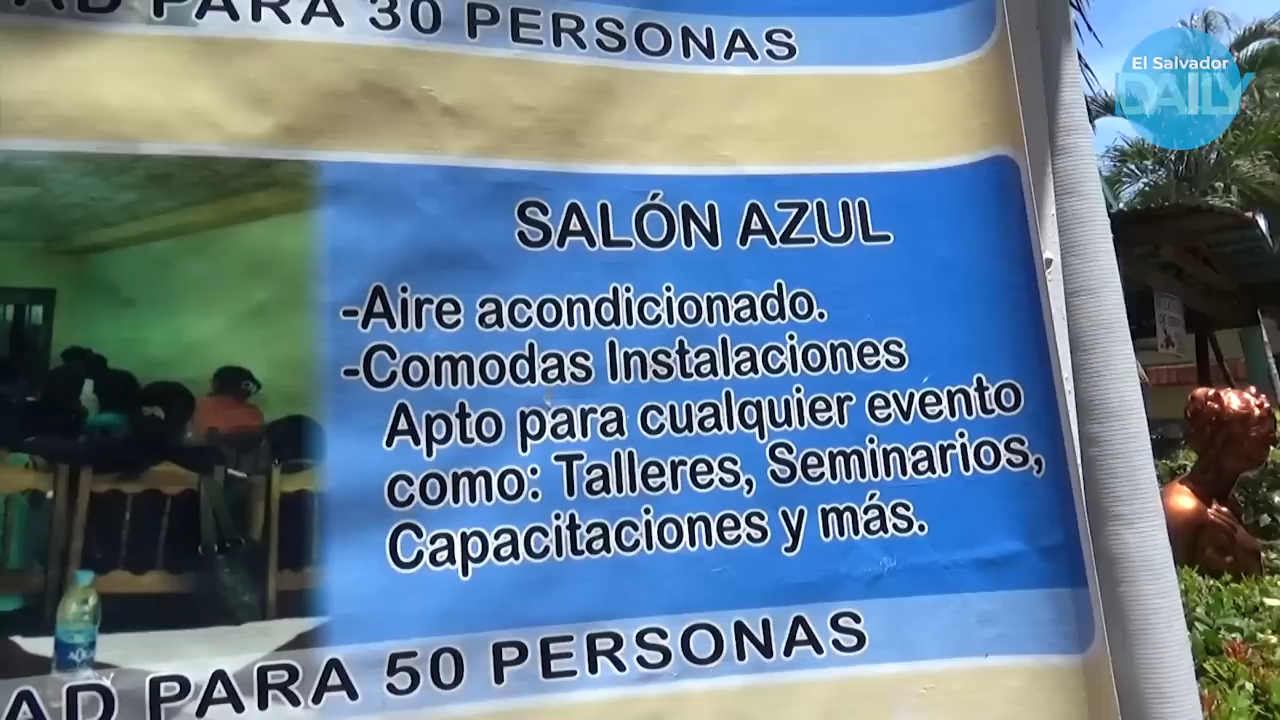 AD PARA 30 PERSONAS
El Salvador
DAILY
SALÓN AZUL
-Aire acondicionado.
-Comodas Instalaciones
Apto para cualquier evento
como: Talleres, Seminarios,
Capacitaciones y más.
AD PARA 50 PERSONAS